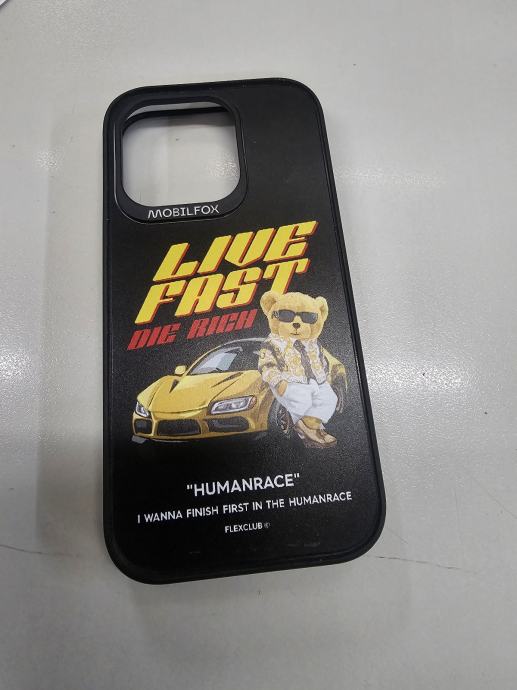 MOBILFOX
LIVE
FAST
DIE RICH
"HUMANRACE"
I WANNA FINISH FIRST IN THE HUMANRACE
FLEXCLUB ©